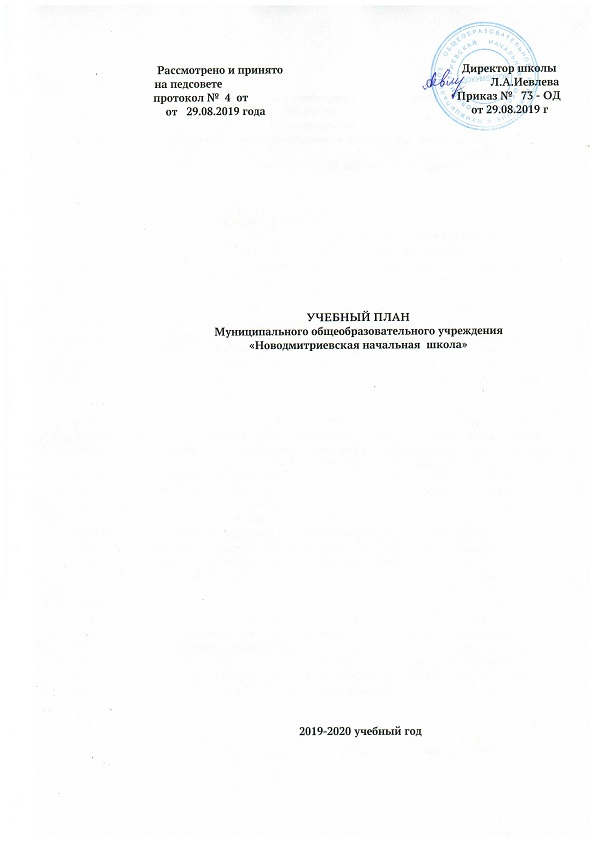 Рассмотрено и принято
на педсовете
протокол № 4 от
от 29.08.2019 года
Директор школы
Л.А.Иевлева
Приказ № 73 - ОД
от 29.08.2019 г
ДОКУМЕН
УЧЕБНЫЙ ПЛАН
Муниципального общеобразовательного учреждения
«Новодмитриевская начальная школа»
2019-2020 учебный год